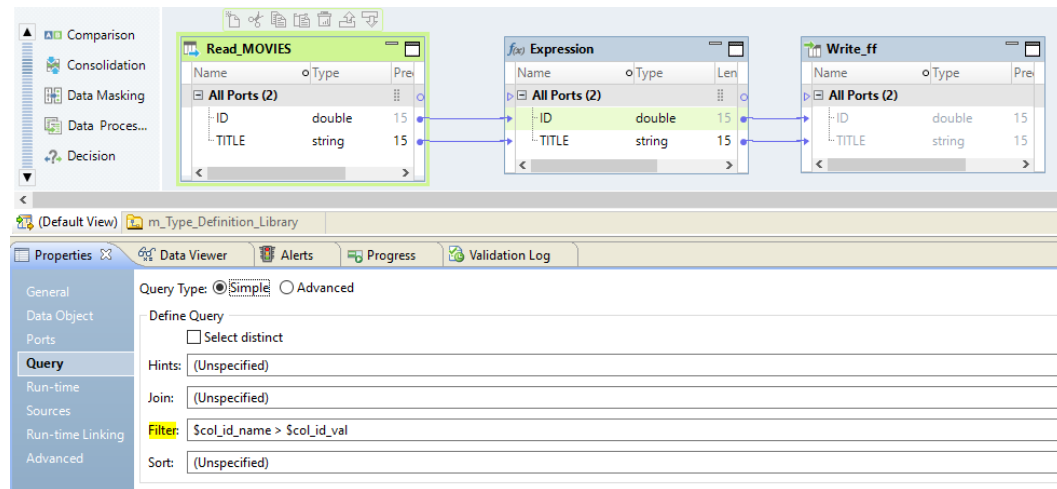 Comparison
Consolidation
Data Masking
Data Proces...
Decision
Read_MOVIES
Name Type Pre
All Ports (2)
ID double 15
TITLE string 15
f(x) Expression
Name Type Len
All Ports (2)
ID double 15
TITLE string 15
Write_ff
Name Type Pre
All Ports (2)
ID double 15
TITLE string 15
(Default View) m_Type_Definition_Library
Properties Data Viewer Alerts Progress Validation Log
General
Data Object
Ports
Query
Run-time
Sources
Run-time Linking
Advanced
Query Type: Simple Advanced
Define Query
Select distinct
Hints: (Unspecified)
Join: (Unspecified)
Filter: $col_id_name > $col_id_val
Sort: (Unspecified)